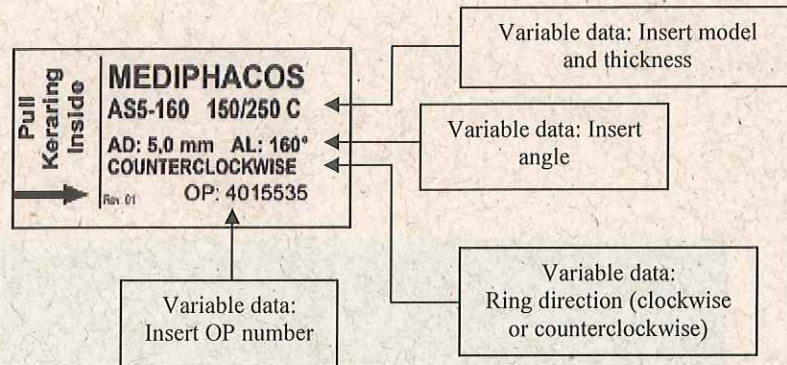 Pull
Keraring
Inside
MEDIPHACOS
AS5-160 150/250 C
AD: 5,0 mm AL: 160°
COUNTERCLOCKWISE
Rev. 01 OP: 4015535
Variable data: Insert model
and thickness
Variable data: Insert
angle
Variable data:
Ring direction (clockwise
or counterclockwise)
Variable data:
Insert OP number